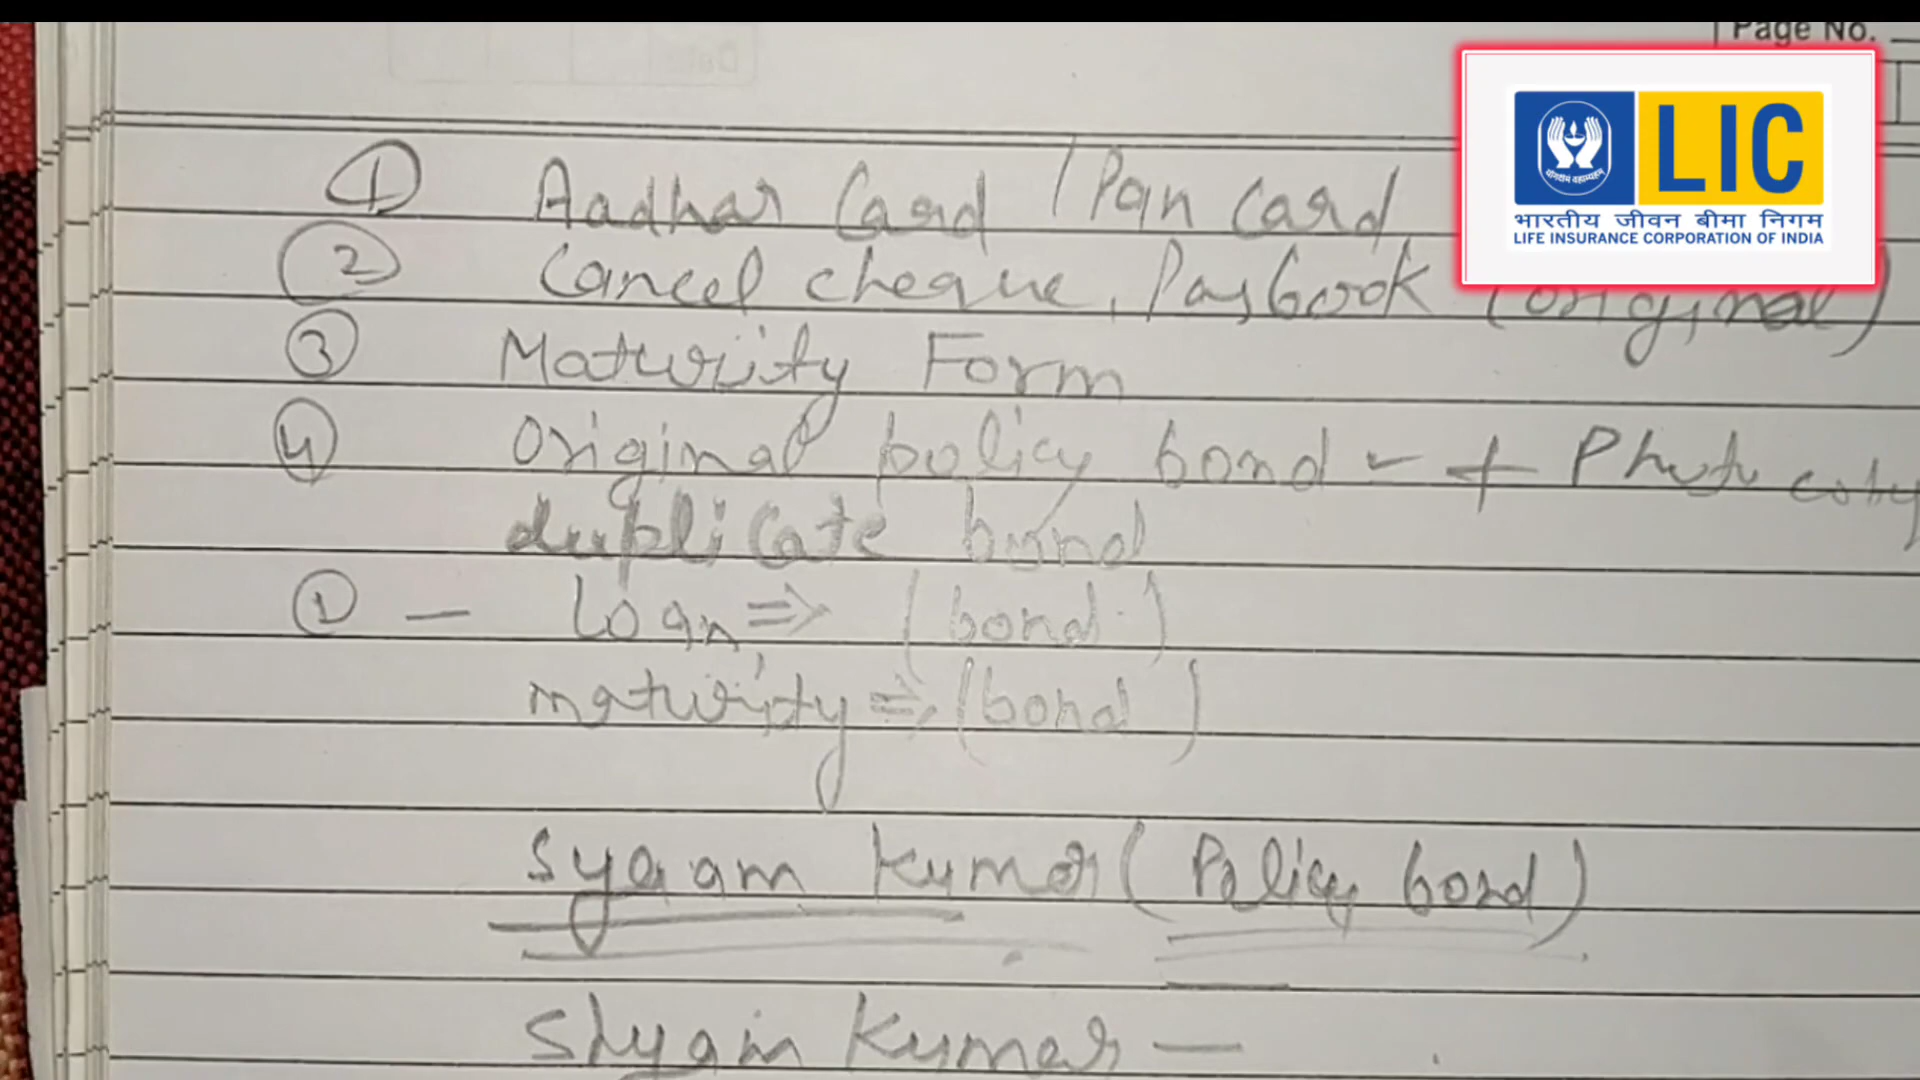 Page No.
Date
LIC
भारतीय जीवन बीमा निगम
LIFE INSURANCE CORPORATION OF INDIA
① Aadhar Card / Pan Card
② Cancel cheque, Pasbook (original)
③ Maturity Form
④ Original policy bond - + Photo copy
duplicate bond
① - Loan => (bond)
maturity => (bond)
Syaam Kumar (Policy bond)
Shyam Kumar -